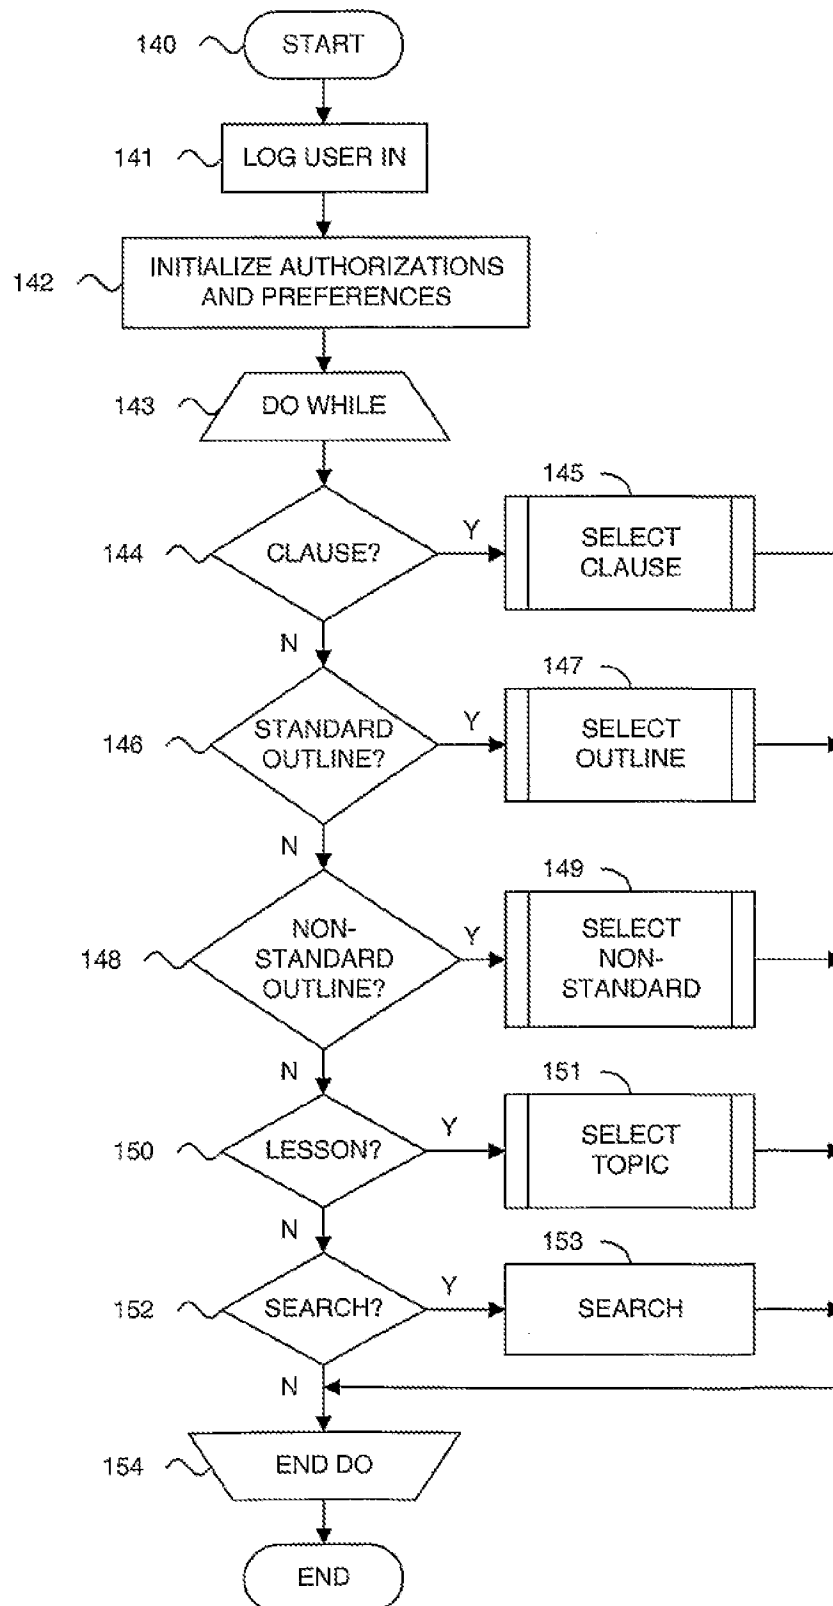 140
START
141
LOG USER IN
142
INITIALIZE AUTHORIZATIONS
AND PREFERENCES
143
DO WHILE
144
CLAUSE?
Y
145
SELECT
CLAUSE
N
146
STANDARD
OUTLINE?
Y
147
SELECT
OUTLINE
N
148
NON-
STANDARD
OUTLINE?
Y
149
SELECT
NON-
STANDARD
N
150
LESSON?
Y
151
SELECT
TOPIC
N
152
SEARCH?
Y
153
SEARCH
N
154
END DO
END